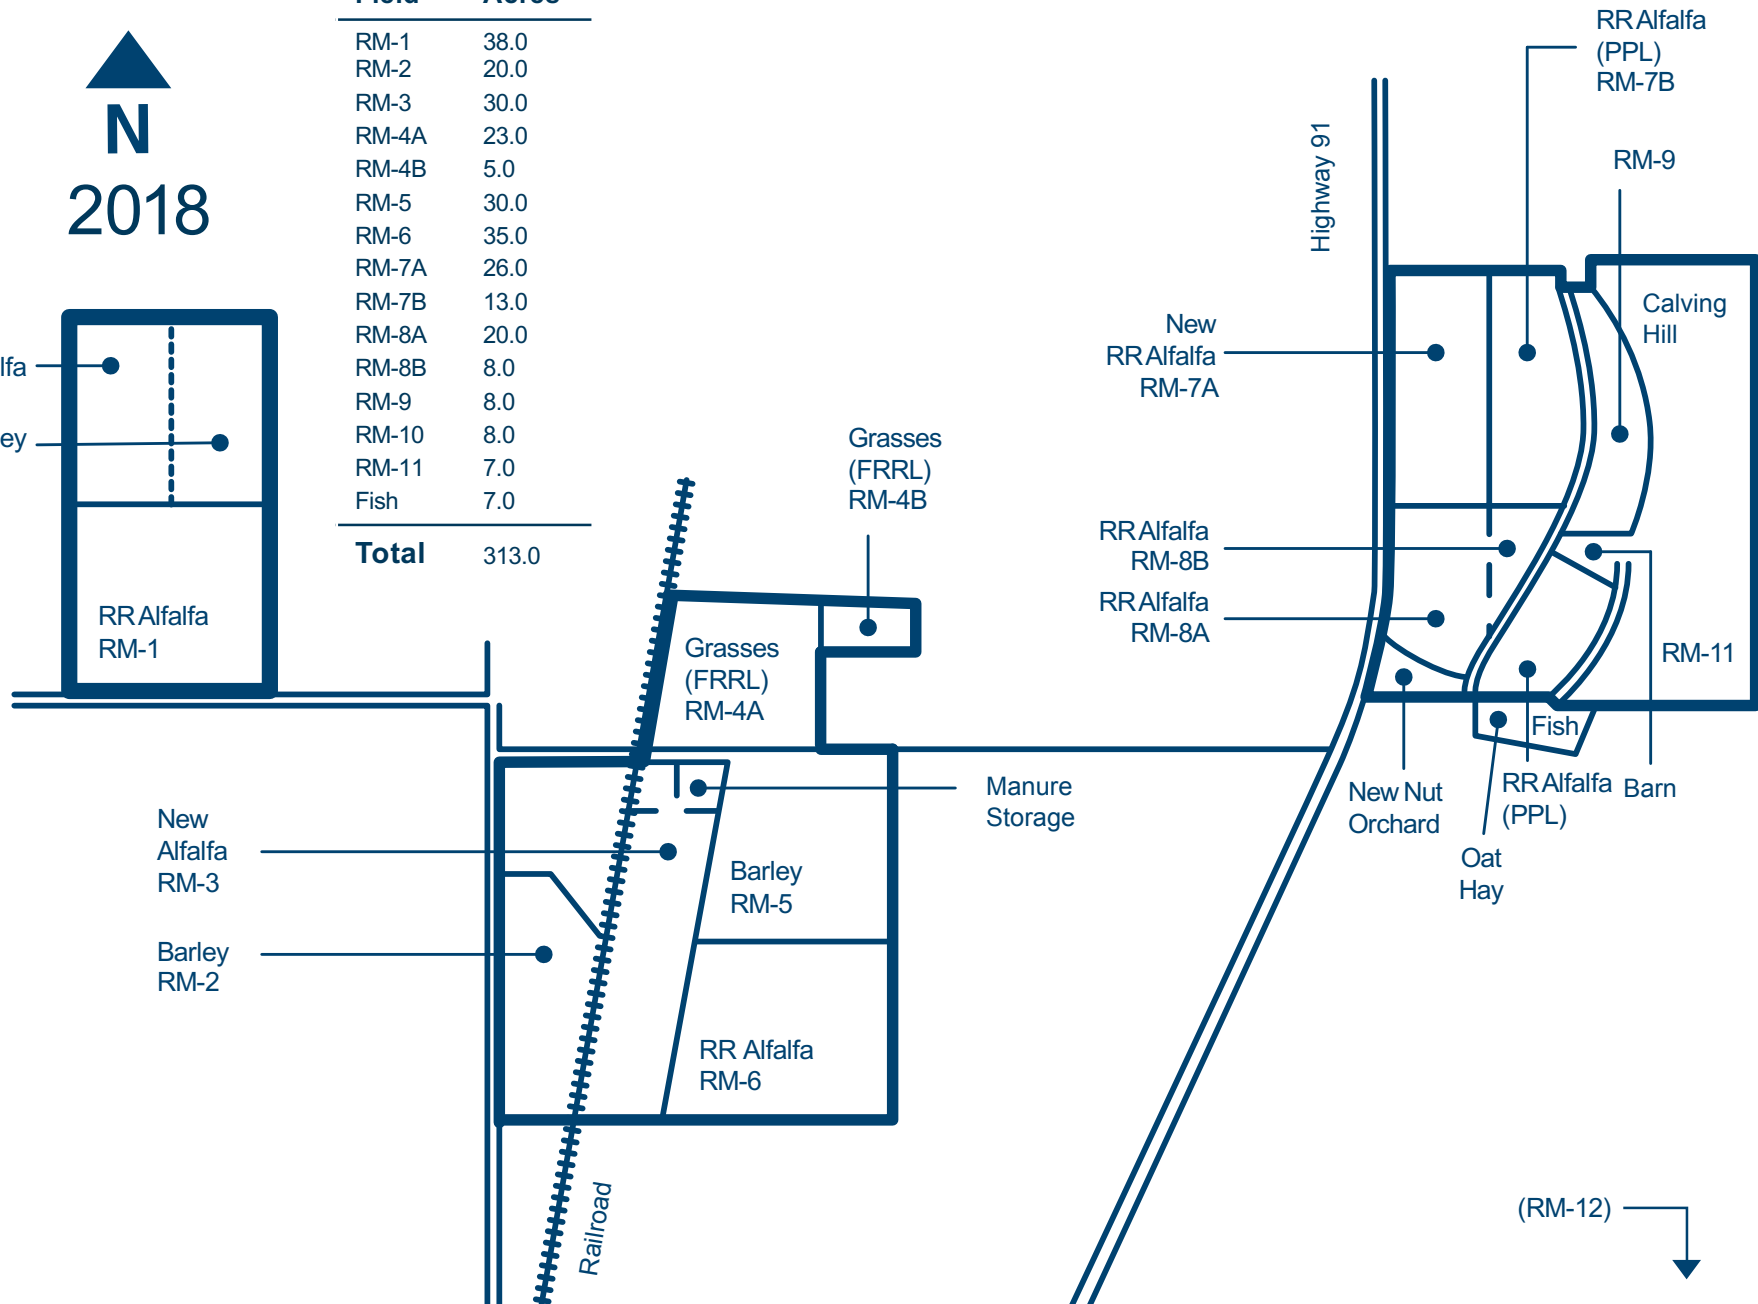 Field Acres
RM-1 38.0
RM-2 20.0
RM-3 30.0
RM-4A 23.0
RM-4B 5.0
RM-5 30.0
RM-6 35.0
RM-7A 26.0
RM-7B 13.0
RM-8A 20.0
RM-8B 8.0
RM-9 8.0
RM-10 8.0
RM-11 7.0
Fish 7.0
Total 313.0
N
2018
lfa
ey
RR Alfalfa
RM-1
Grasses
(FRRL)
RM-4B
Grasses
(FRRL)
RM-4A
New
Alfalfa
RM-3
Barley
RM-2
Manure
Storage
Barley
RM-5
RR Alfalfa
RM-6
Railroad
Highway 91
RR Alfalfa
(PPL)
RM-7B
RM-9
Calving
Hill
New
RR Alfalfa
RM-7A
RR Alfalfa
RM-8B
RR Alfalfa
RM-8A
RM-11
Fish
New Nut
Orchard
Oat
Hay
RR Alfalfa
(PPL)
Barn
(RM-12)